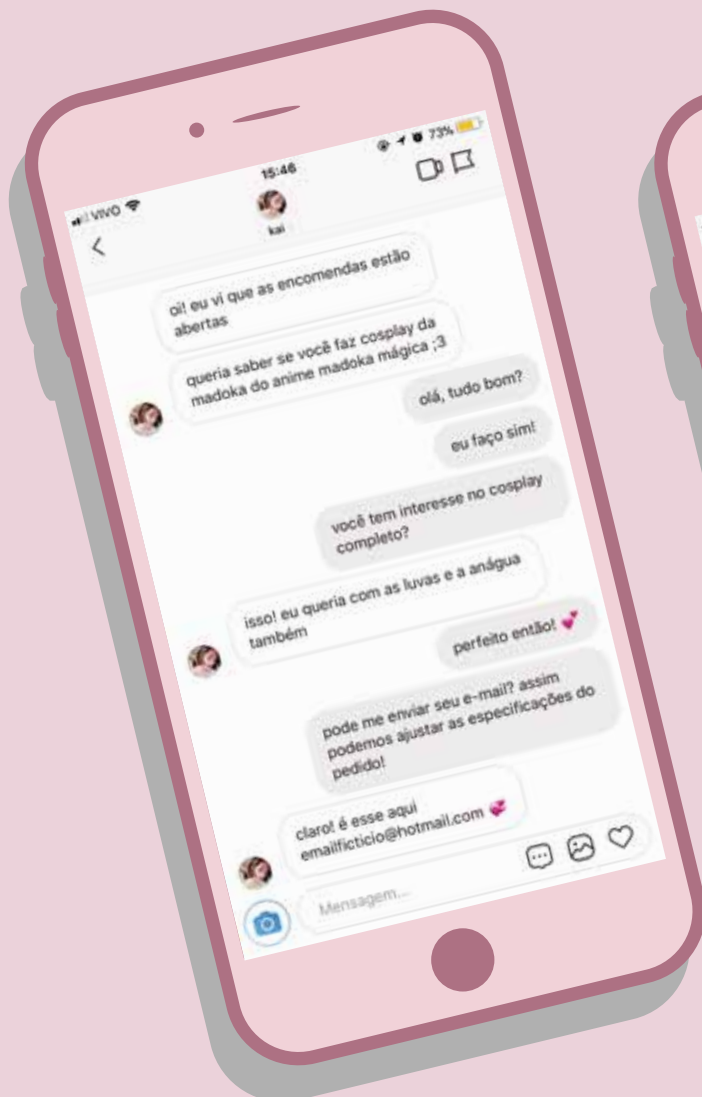 VIVO
15:46
73%
kai
oi! eu vi que as encomendas estão
abertas
queria saber se você faz cosplay da
madoka do anime madoka mágica ;3
olá, tudo bom?
eu faço sim!
você tem interesse no cosplay
completo?
isso! eu queria com as luvas e a anágua
também
perfeito então! 💕
pode me enviar seu e-mail? assim
podemos ajustar as especificações do
pedido!
claro! é esse aqui
emailficticio@hotmail.com 💞
Mensagem...